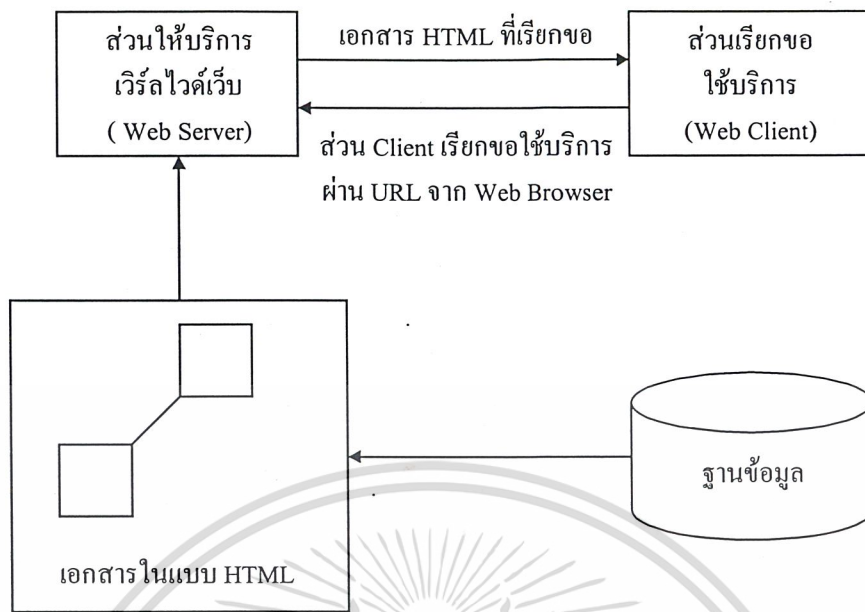 ส่วนให้บริการ
เวิร์ลไวด์เว็บ
( Web Server)
เอกสาร HTML ที่เรียกขอ
ส่วน Client เรียกขอใช้บริการ
ผ่าน URL จาก Web Browser
ส่วนเรียกขอ
ใช้บริการ
(Web Client)
เอกสารในแบบ HTML
ฐานข้อมูล